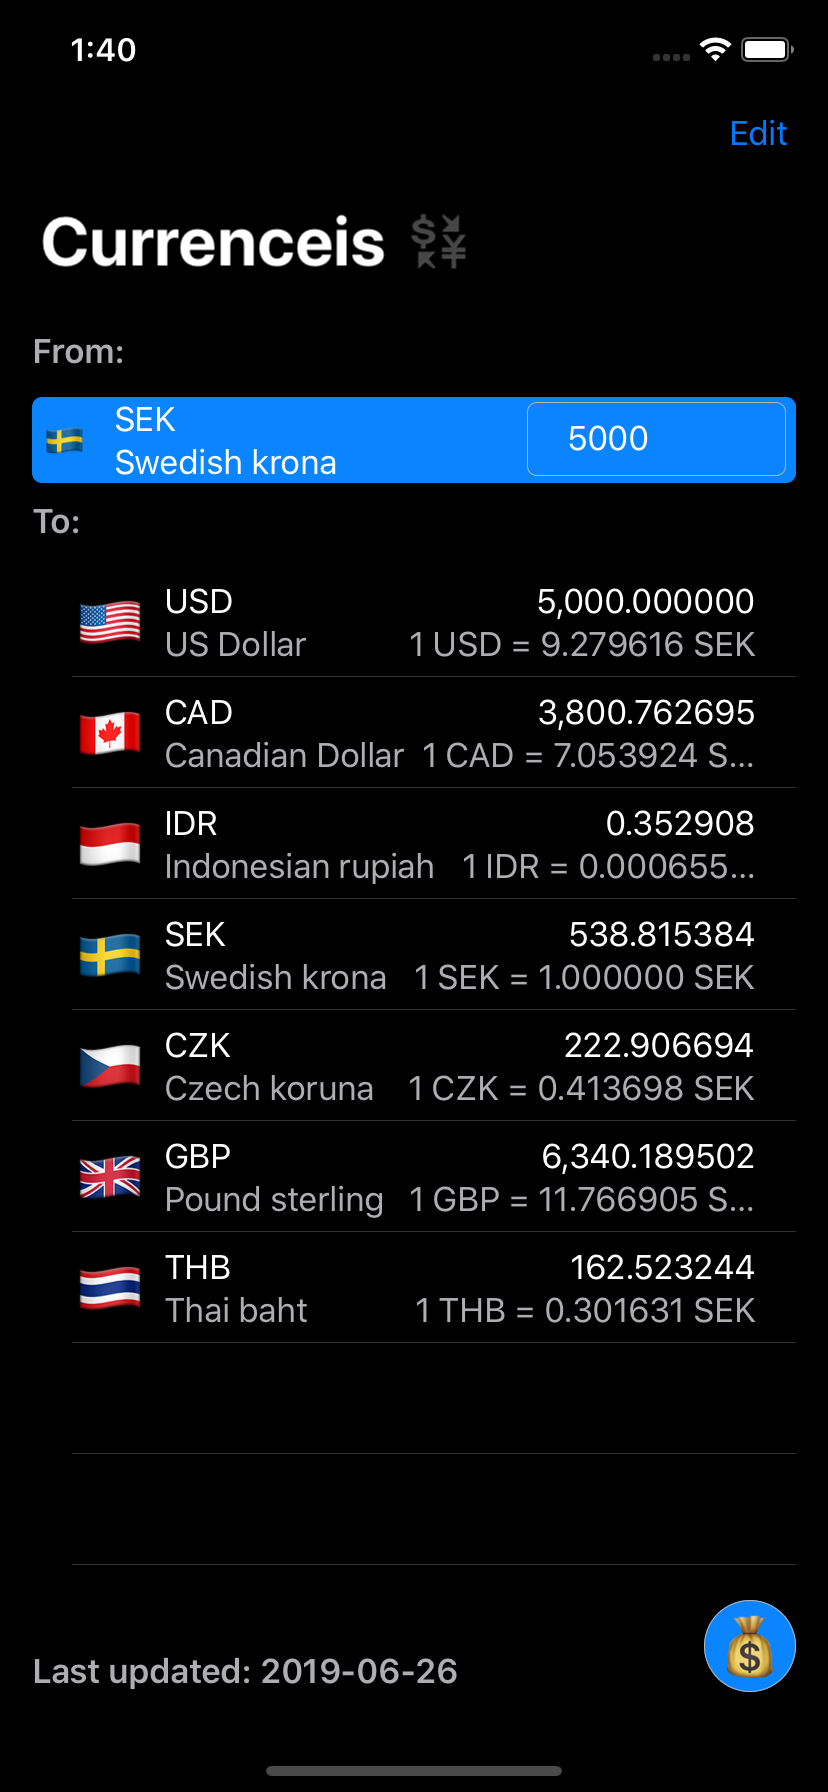 1:40
Edit
Currenceis
From:
SEK
Swedish krona
5000
To:
USD
5,000.000000
US Dollar
1 USD = 9.279616 SEK
CAD
3,800.762695
Canadian Dollar
1 CAD = 7.053924 S...
IDR
0.352908
Indonesian rupiah
1 IDR = 0.000655...
SEK
538.815384
Swedish krona
1 SEK = 1.000000 SEK
CZK
222.906694
Czech koruna
1 CZK = 0.413698 SEK
GBP
6,340.189502
Pound sterling
1 GBP = 11.766905 S...
THB
162.523244
Thai baht
1 THB = 0.301631 SEK
Last updated: 2019-06-26